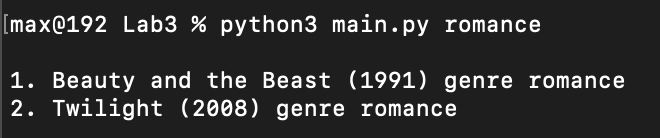 [max@192 Lab3 % python3 main.py romance
1. Beauty and the Beast (1991) genre romance
2. Twilight (2008) genre romance